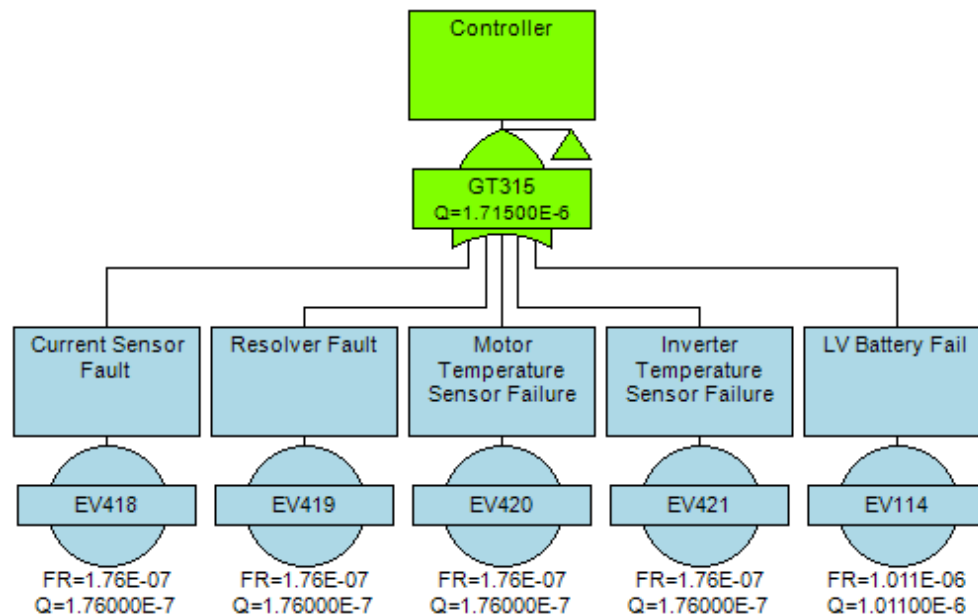 Controller
GT315
Q=1.71500E-6
Current Sensor
Fault
Resolver Fault
Motor
Temperature
Sensor Failure
Inverter
Temperature
Sensor Failure
LV Battery Fail
EV418
EV419
EV420
EV421
EV114
FR=1.76E-07
Q=1.76000E-7
FR=1.76E-07
Q=1.76000E-7
FR=1.76E-07
Q=1.76000E-7
FR=1.76E-07
Q=1.76000E-7
FR=1.011E-06
Q=1.01100E-6